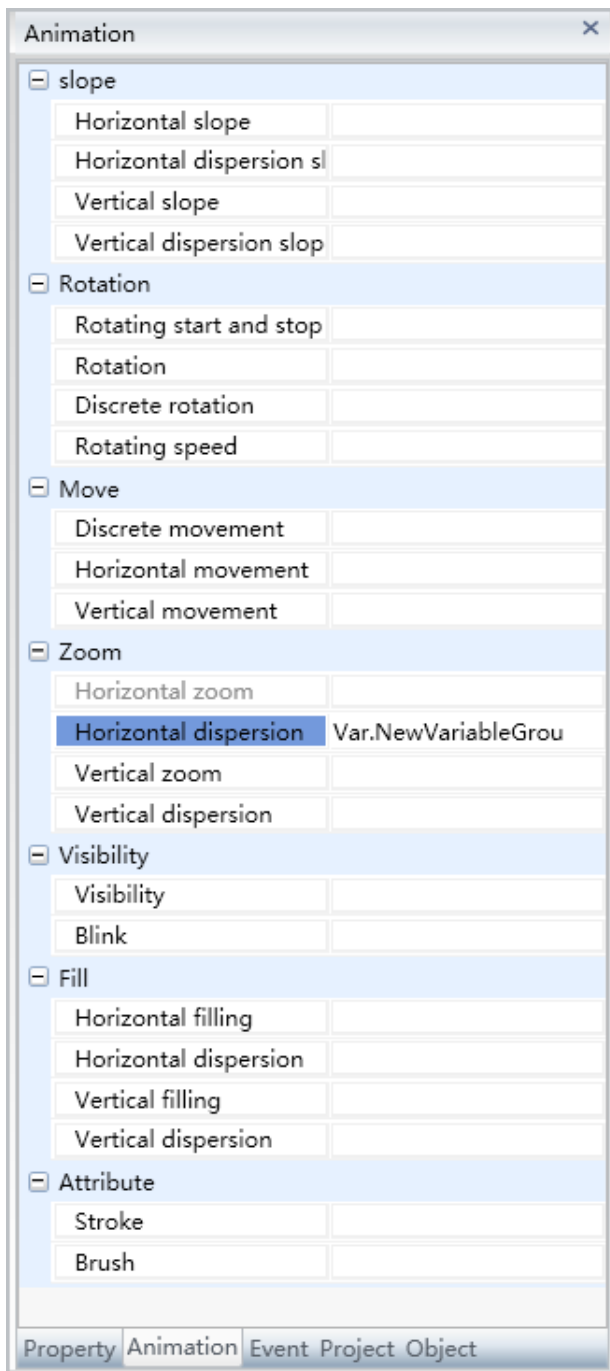 Animation
slope
Horizontal slope
Horizontal dispersion sl
Vertical slope
Vertical dispersion slop
Rotation
Rotating start and stop
Rotation
Discrete rotation
Rotating speed
Move
Discrete movement
Horizontal movement
Vertical movement
Zoom
Horizontal zoom
Horizontal dispersion Var.NewVariableGrou
Vertical zoom
Vertical dispersion
Visibility
Visibility
Blink
Fill
Horizontal filling
Horizontal dispersion
Vertical filling
Vertical dispersion
Attribute
Stroke
Brush
Property Animation Event Project Object